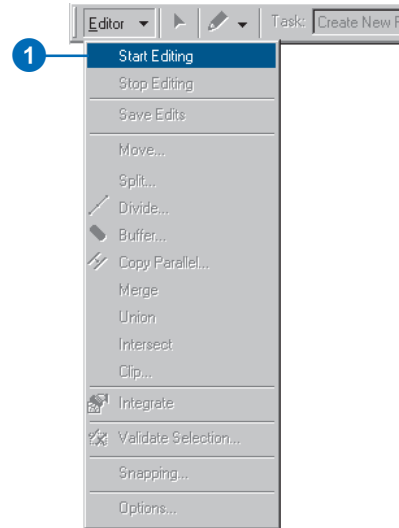 Editor Task: Create New F
1 Start Editing
Stop Editing
Save Edits
Move...
Split...
Divide...
Buffer...
Copy Parallel...
Merge
Union
Intersect
Clip...
Integrate
Validate Selection...
Snapping...
Options...